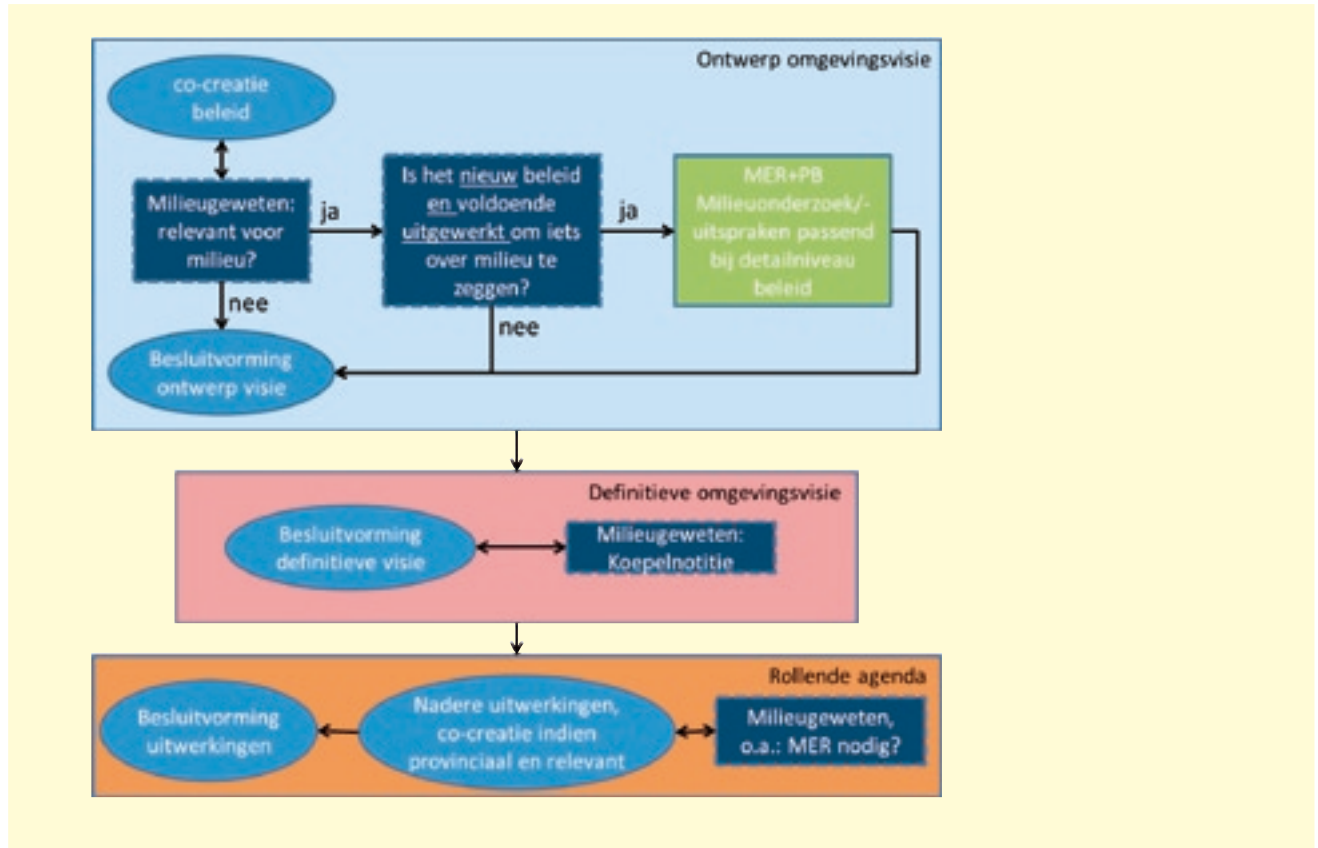 Ontwerp omgevingsvisie
co-creatie
beleid
Milieugeweten:
relevant voor
milieu?
ja
Is het nieuw beleid
en voldoende
uitgewerkt om iets
over milieu te
zeggen?
ja
MER+PB
Milieuonderzoek/-
uitspraken passend
bij detailniveau
beleid
nee
nee
Besluitvorming
ontwerp visie
Definitieve omgevingsvisie
Besluitvorming
definitieve visie
Milieugeweten:
Koepelnotitie
Rollende agenda
Besluitvorming
uitwerkingen
Nadere uitwerkingen,
co-creatie indien
provinciaal en relevant
Milieugeweten,
o.a.: MER nodig?